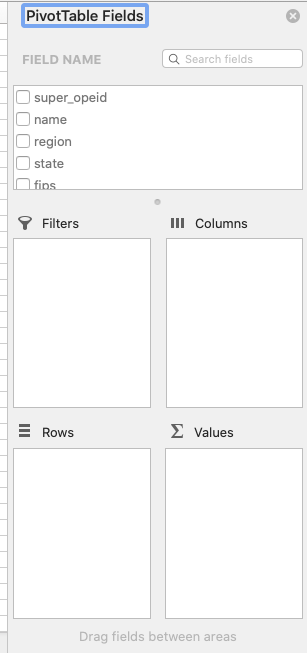 PivotTable Fields
FIELD NAME
Search fields
super_opeid
name
region
state
fips
Filters
Columns
Rows
Values
Drag fields between areas